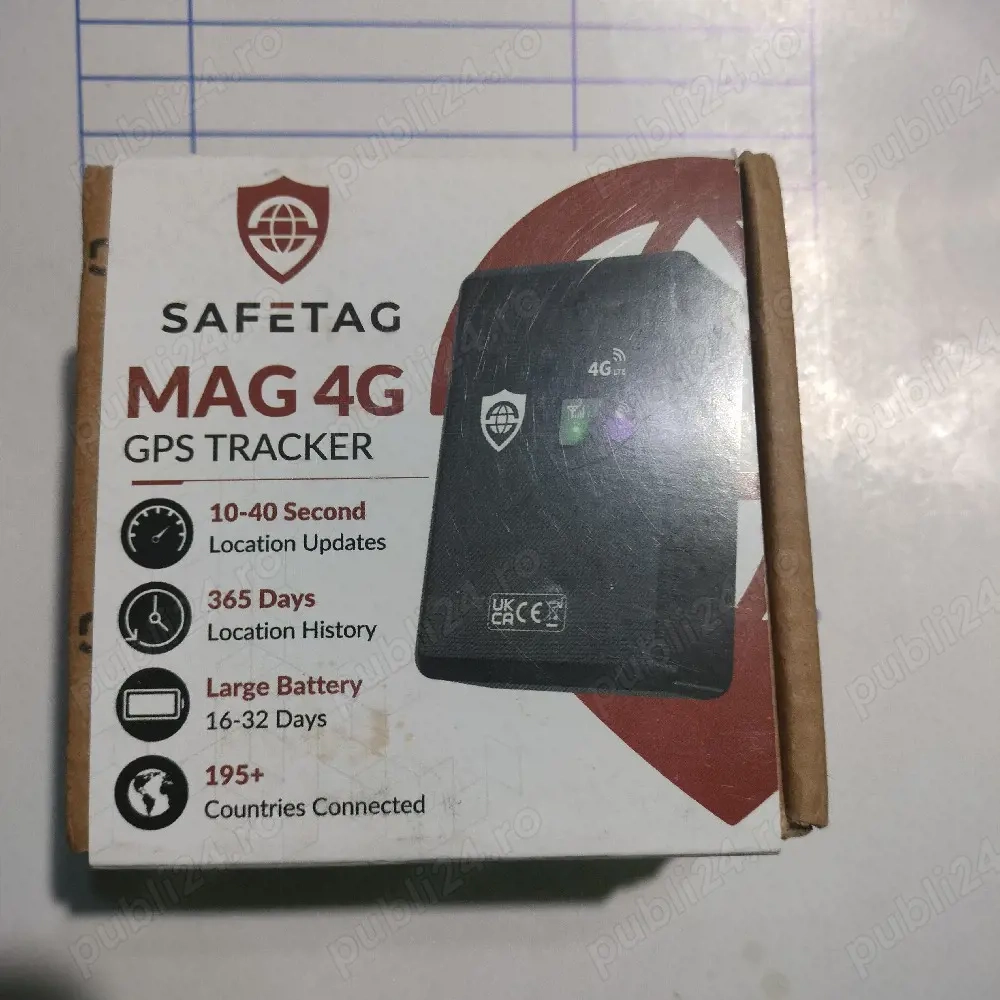 SAFETAG
MAG 4G
GPS TRACKER
10-40 Second
Location Updates
365 Days
Location History
Large Battery
16-32 Days
195+
Countries Connected
4G LTE
UK
CA CE
publi24.ro